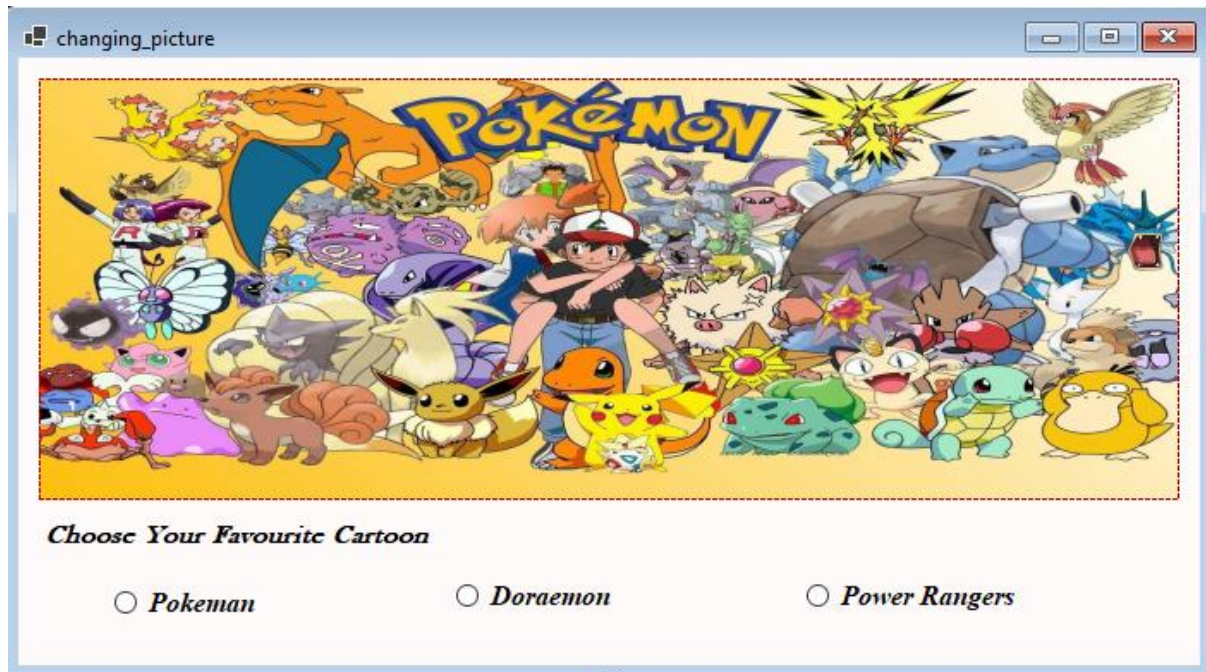 changing_picture
POKÉMON
R
Choose Your Favourite Cartoon
Pokeman
Doraemon
Power Rangers